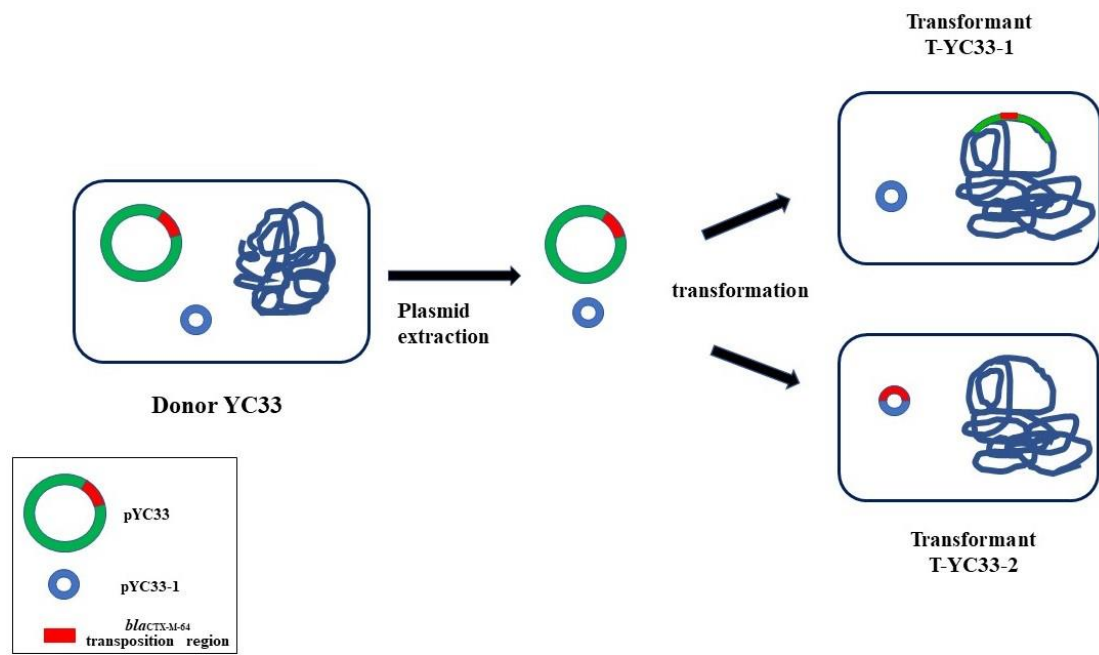 Transformant
T-YC33-1
Plasmid
extraction
transformation
Donor YC33
pYC33
pYC33-1
blaCTX-M-64
transposition region
Transformant
T-YC33-2